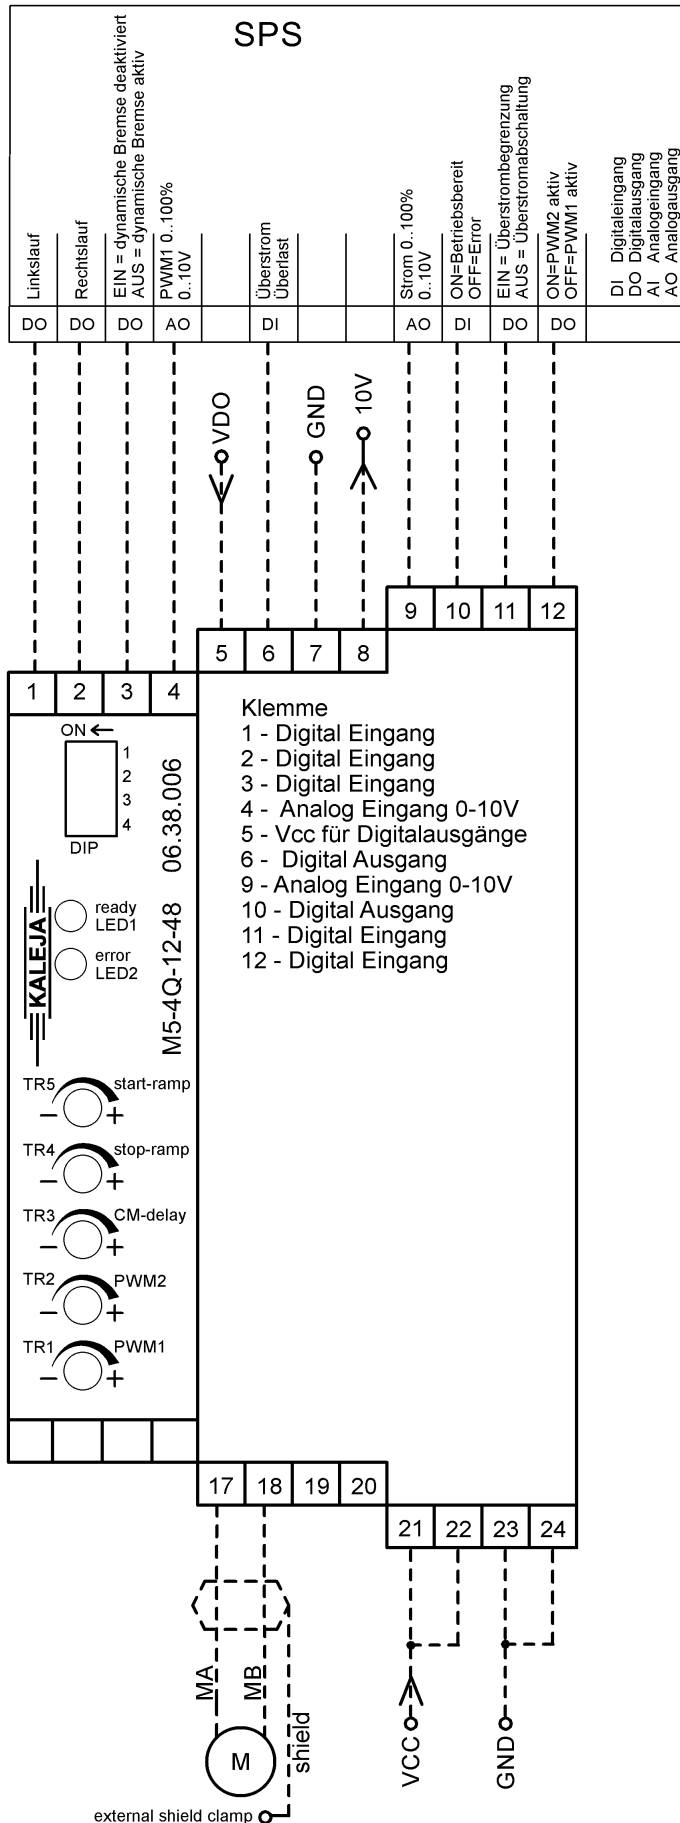 SPS
Linkslauf
Rechtslauf
EIN = dynamische Bremse deaktiviert
AUS = dynamische Bremse aktiv
PWM1 0..100%
0..10V
Überstrom
Überlast
Strom 0..100%
0..10V
ON=Betriebsbereit
OFF=Error
EIN = Überstrombegrenzung
AUS = Überstromabschaltung
ON=PWM2 aktiv
OFF=PWM1 aktiv
DI Digitaleingang
DO Digitalausgang
AI Analogeingang
AO Analogausgang
DO DO DO AO DI AO DI DO DO
VDO
GND
10V
9 10 11 12
5 6 7 8
1 2 3 4
ON
1
2
3
4
DIP
M5-4Q-12-48 06.38.006
KALEJA
ready
LED1
error
LED2
Klemme
1 - Digital Eingang
2 - Digital Eingang
3 - Digital Eingang
4 - Analog Eingang 0-10V
5 - Vcc für Digitalausgänge
6 - Digital Ausgang
9 - Analog Eingang 0-10V
10 - Digital Ausgang
11 - Digital Eingang
12 - Digital Eingang
TR5 start-ramp
− +
TR4 stop-ramp
− +
TR3 CM-delay
− +
TR2 PWM2
− +
TR1 PWM1
− +
17 18 19 20
21 22 23 24
MA
MB
shield
M
VCC
GND
external shield clamp